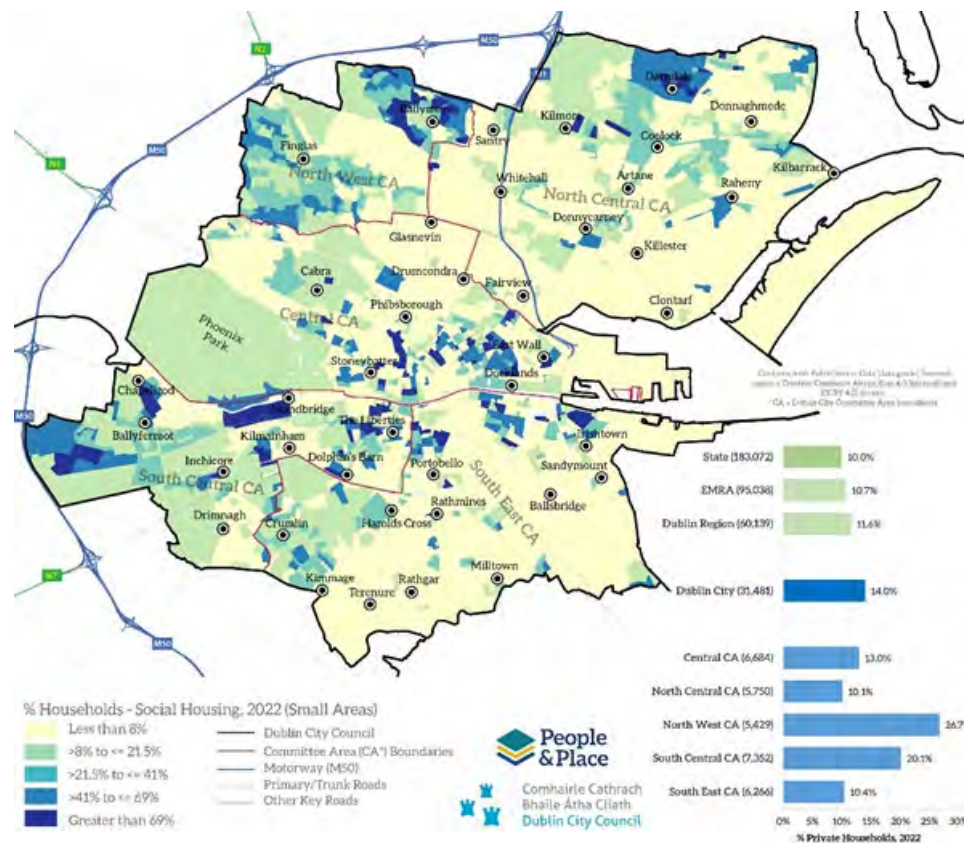 N2
M50
M1
N3
M50
M50
N7
M50
Darndale
Ballymun
Kilmore
Donnaghmede
Santry
Coolock
Finglas
Kilbarrack
North West CA
Whitehall
Artane
Raheny
North Central CA
Donnycarney
Glasnevin
Killester
Cabra
Drumcondra
Fairview
Phibsborough
Clontarf
Central CA
Phoenix
Park
East Wall
Stoneybatter
Docklands
Chapelizod
Islandbridge
The Liberties
Ballyfermot
Kilmainham
Irishtown
Inchicore
Dolphin's Barn
Portobello
Sandymount
South Central CA
South East CA
Rathmines
Ballsbridge
Drimnagh
Harolds Cross
Crumlin
Milltown
Kimmage
Rathgar
Terenure
State (183,072)
10.0%
EMRA (95,038)
10.7%
Dublin Region (60,139)
11.6%
Dublin City (31,481)
14.0%
Central CA (6,684)
13.0%
North Central CA (5,750)
10.1%
North West CA (5,429)
26.7
South Central CA (7,352)
20.1%
South East CA (6,266)
10.4%
0% 5% 10% 15% 20% 25% 30%
% Private Households, 2022
% Households - Social Housing, 2022 (Small Areas)
Less than 8%
>8% to <= 21.5%
>21.5% to <= 41%
>41% to <= 69%
Greater than 69%
Dublin City Council
Committee Area (CA*) Boundaries
Motorway (M50)
Primary/Trunk Roads
Other Key Roads
People
& Place
Comhairle Cathrach
Bhaile Átha Cliath
Dublin City Council